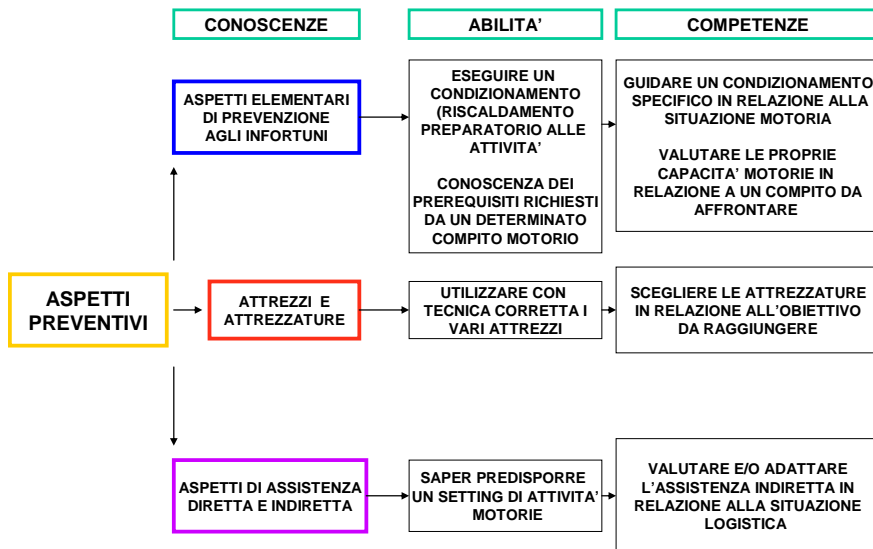 CONOSCENZE
ABILITA’
COMPETENZE
ASPETTI ELEMENTARI
DI PREVENZIONE
AGLI INFORTUNI
ESEGUIRE UN
CONDIZIONAMENTO
(RISCALDAMENTO
PREPARATORIO ALLE
ATTIVITA’
CONOSCENZA DEI
PREREQUISITI RICHIESTI
DA UN DETERMINATO
COMPITO MOTORIO
GUIDARE UN CONDIZIONAMENTO
SPECIFICO IN RELAZIONE ALLA
SITUAZIONE MOTORIA
VALUTARE LE PROPRIE
CAPACITA’ MOTORIE IN
RELAZIONE A UN COMPITO DA
AFFRONTARE
ASPETTI
PREVENTIVI
ATTREZZI E
ATTREZZATURE
UTILIZZARE CON
TECNICA CORRETTA I
VARI ATTREZZI
SCEGLIERE LE ATTREZZATURE
IN RELAZIONE ALL’OBIETTIVO
DA RAGGIUNGERE
ASPETTI DI ASSISTENZA
DIRETTA E INDIRETTA
SAPER PREDISPORRE
UN SETTING DI ATTIVITA’
MOTORIE
VALUTARE E/O ADATTARE
L’ASSISTENZA INDIRETTA IN
RELAZIONE ALLA SITUAZIONE
LOGISTICA